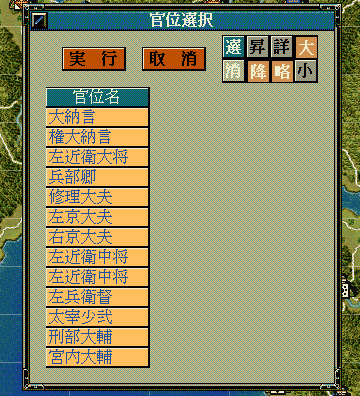 官位選択
実行 取消 選昇詳大
消降略小
官位名
大納言
権大納言
左近衛大将
兵部卿
修理大夫
左京大夫
右京大夫
左近衛中将
左近衛中将
左兵衛督
太宰少弐
刑部大輔
宮内大輔